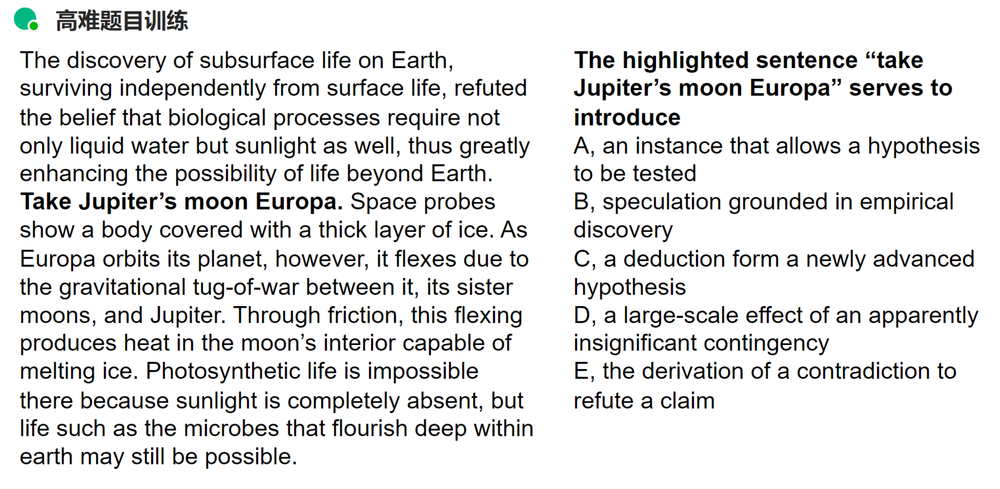 高难题目训练
The discovery of subsurface life on Earth,
surviving independently from surface life, refuted
the belief that biological processes require not
only liquid water but sunlight as well, thus greatly
enhancing the possibility of life beyond Earth.
Take Jupiter’s moon Europa. Space probes
show a body covered with a thick layer of ice. As
Europa orbits its planet, however, it flexes due to
the gravitational tug-of-war between it, its sister
moons, and Jupiter. Through friction, this flexing
produces heat in the moon’s interior capable of
melting ice. Photosynthetic life is impossible
there because sunlight is completely absent, but
life such as the microbes that flourish deep within
earth may still be possible.
The highlighted sentence “take
Jupiter’s moon Europa” serves to
introduce
A, an instance that allows a hypothesis
to be tested
B, speculation grounded in empirical
discovery
C, a deduction form a newly advanced
hypothesis
D, a large-scale effect of an apparently
insignificant contingency
E, the derivation of a contradiction to
refute a claim